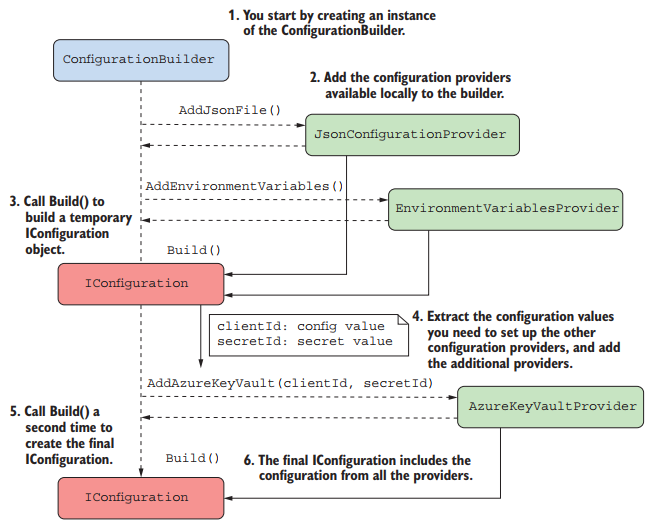 1. You start by creating an instance
of the ConfigurationBuilder.
ConfigurationBuilder
2. Add the configuration providers
available locally to the builder.
AddJsonFile()
JsonConfigurationProvider
AddEnvironmentVariables()
3. Call Build() to
build a temporary
IConfiguration
object.
EnvironmentVariablesProvider
Build()
IConfiguration
clientId: config value
secretId: secret value
4. Extract the configuration values
you need to set up the other
configuration providers, and add
the additional providers.
AddAzureKeyVault(clientId, secretId)
AzureKeyVaultProvider
5. Call Build() a
second time to
create the final
IConfiguration.
Build()
6. The final IConfiguration includes the
configuration from all the providers.
IConfiguration